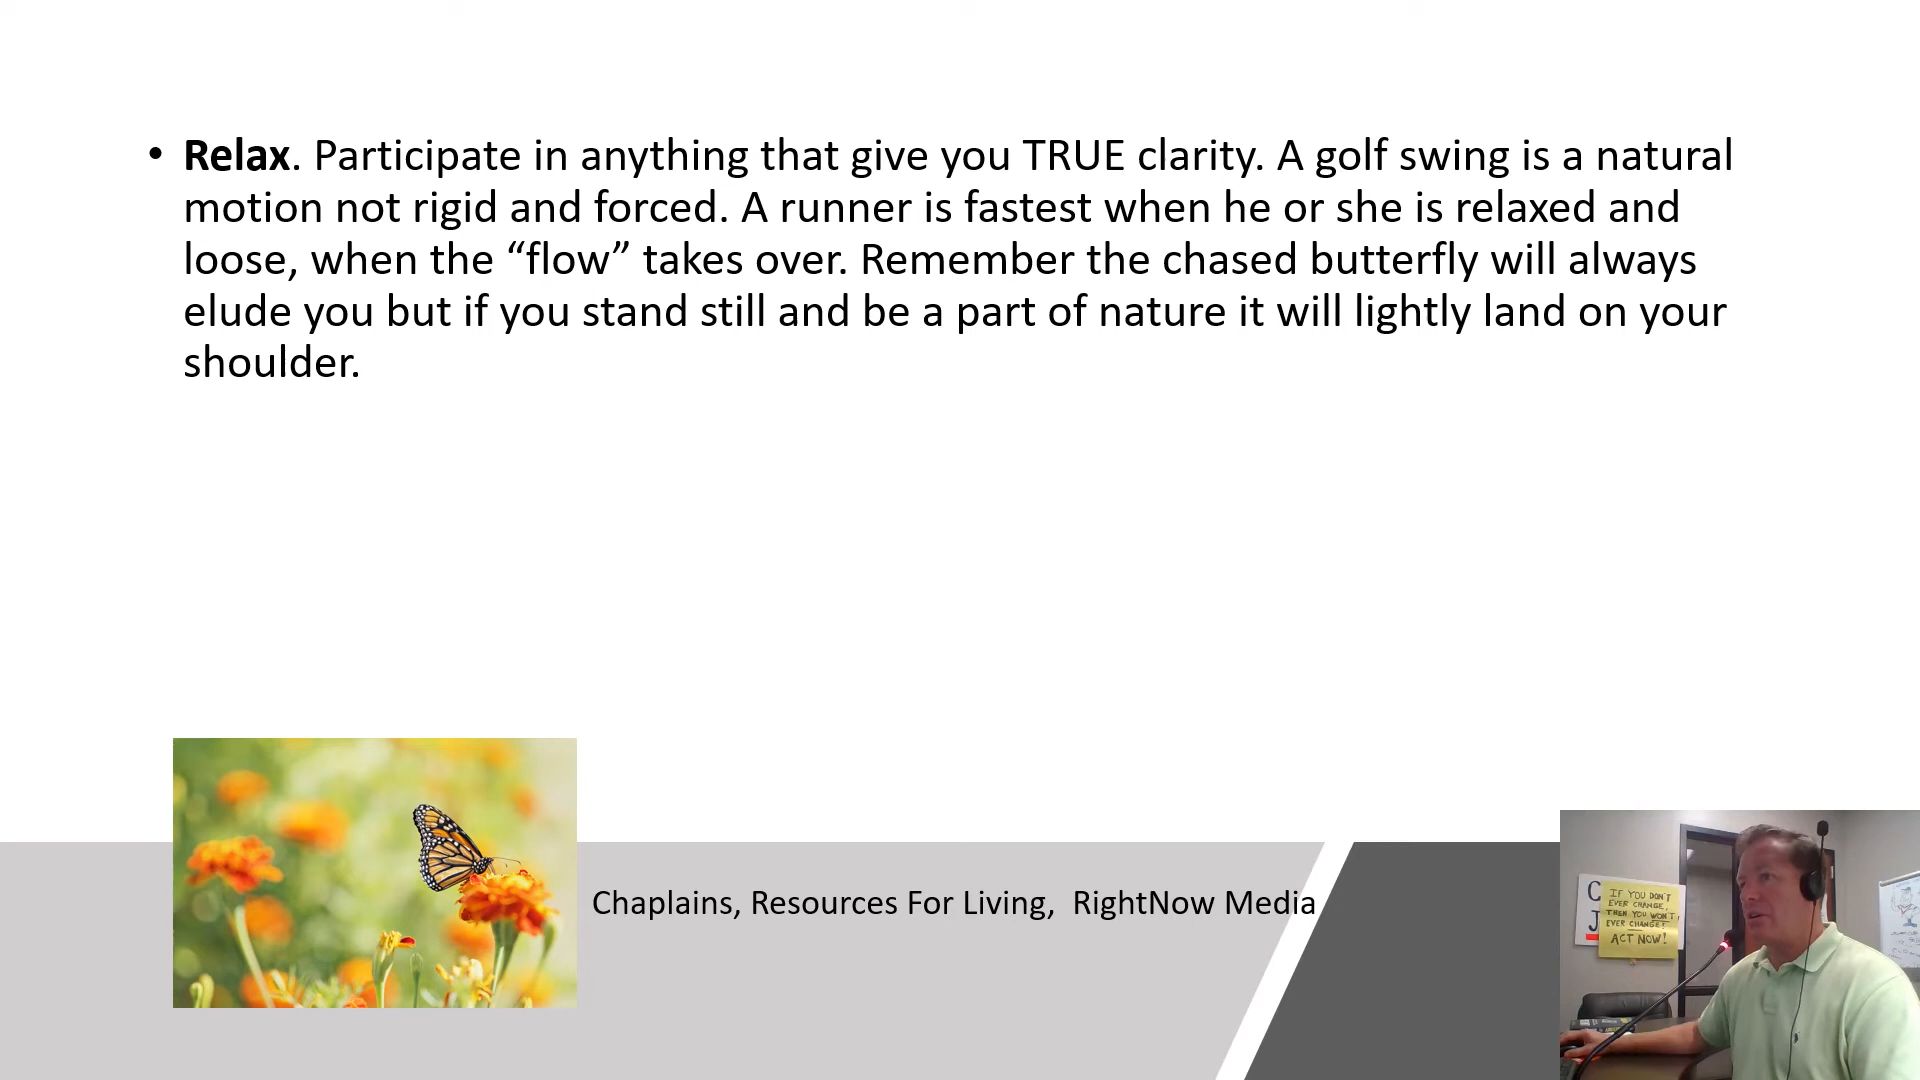 • Relax. Participate in anything that give you TRUE clarity. A golf swing is a natural
motion not rigid and forced. A runner is fastest when he or she is relaxed and
loose, when the “flow” takes over. Remember the chased butterfly will always
elude you but if you stand still and be a part of nature it will lightly land on your
shoulder.
Chaplains, Resources For Living,  RightNow Media
C
J
IF YOU DON'T
EVER CHANGE,
THEN YOU WON'T
EVER CHANGE!
ACT NOW!